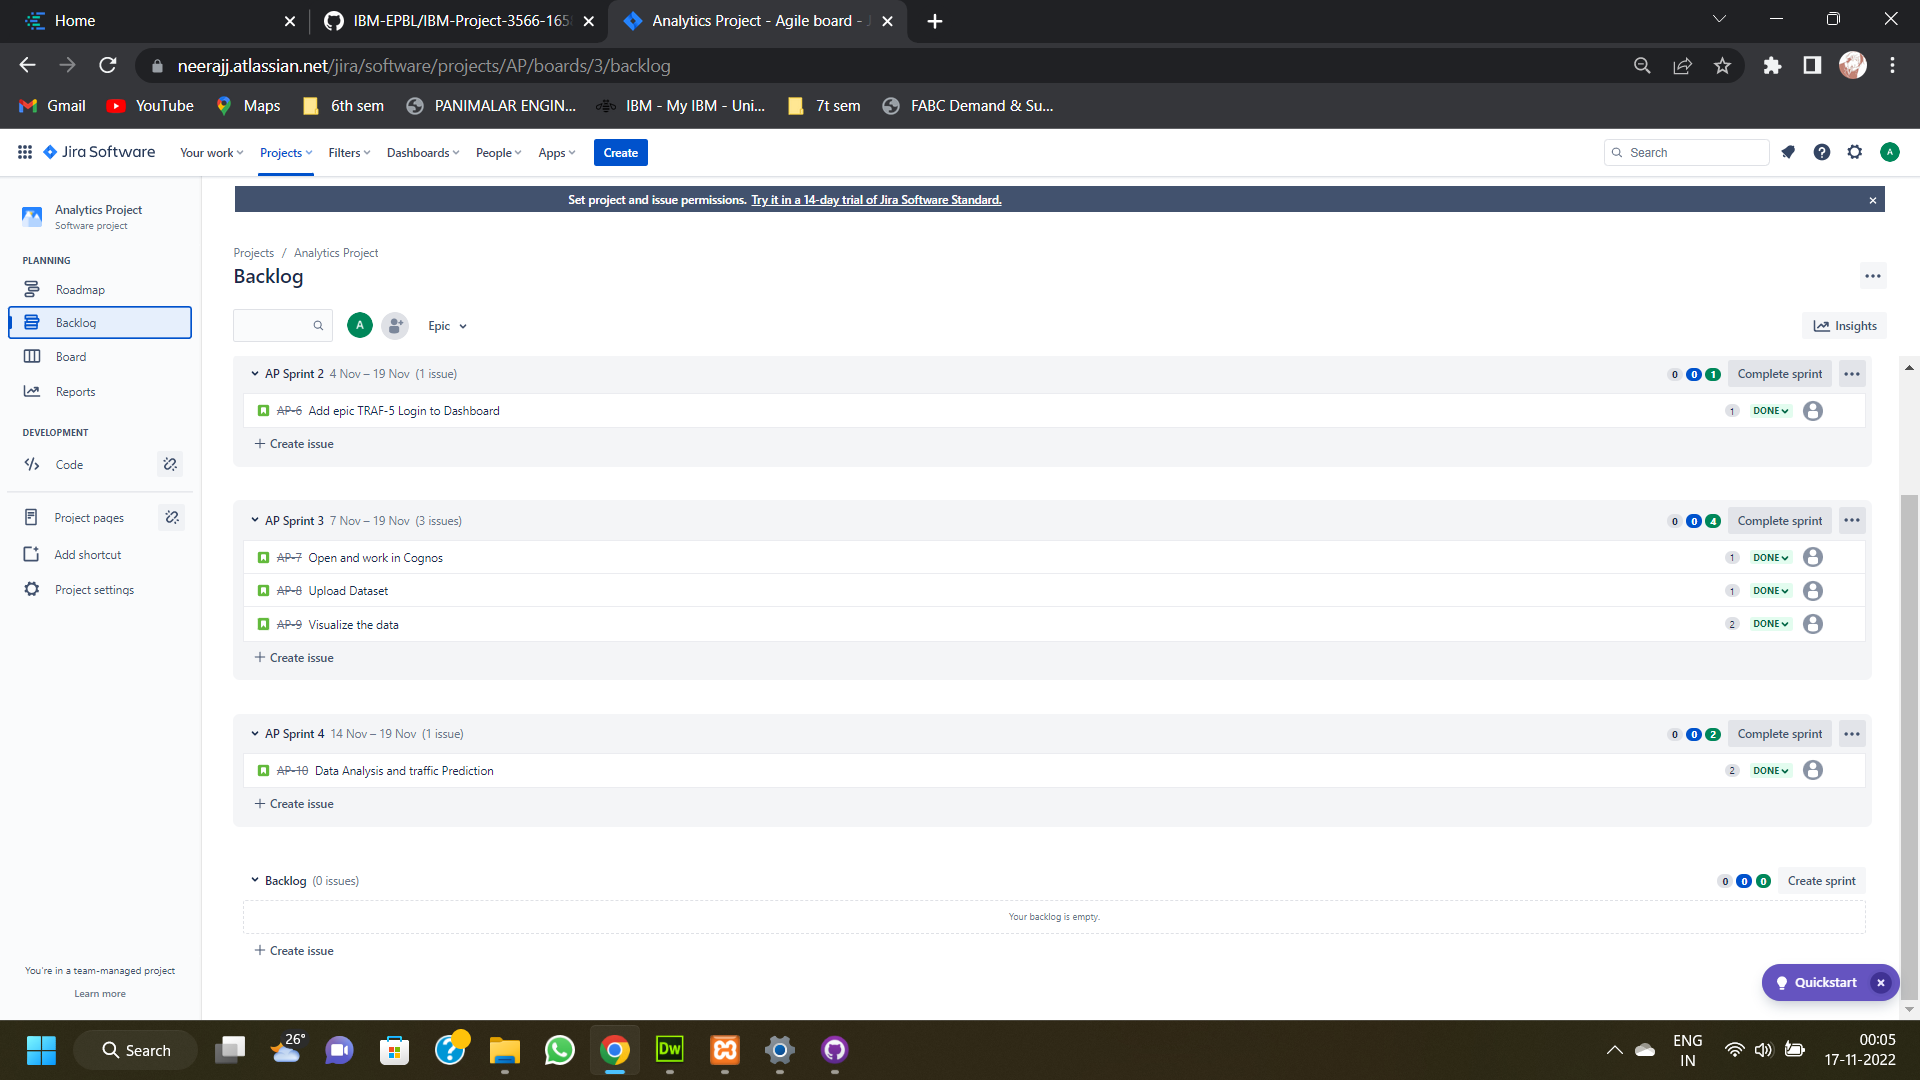 Home
IBM-EPBL/IBM-Project-3566-165
Analytics Project - Agile board - J
neerajj.atlassian.net/jira/software/projects/AP/boards/3/backlog
Gmail YouTube Maps 6th sem PANIMALAR ENGIN... IBM - My IBM - Uni... 7t sem FABC Demand & Su...
Jira Software Your work Projects Filters Dashboards People Apps Create Search A
Set project and issue permissions. Try it in a 14-day trial of Jira Software Standard.
Analytics Project
Software project
PLANNING
Roadmap
Backlog
Board
Reports
DEVELOPMENT
Code
Project pages
Add shortcut
Project settings
You're in a team-managed project
Learn more
Projects / Analytics Project
Backlog
A Epic Insights
AP Sprint 2 4 Nov – 19 Nov (1 issue) 0 0 1 Complete sprint
AP-6 Add epic TRAF-5 Login to Dashboard 1 DONE
+ Create issue
AP Sprint 3 7 Nov – 19 Nov (3 issues) 0 0 4 Complete sprint
AP-7 Open and work in Cognos 1 DONE
AP-8 Upload Dataset 1 DONE
AP-9 Visualize the data 2 DONE
+ Create issue
AP Sprint 4 14 Nov – 19 Nov (1 issue) 0 0 2 Complete sprint
AP-10 Data Analysis and traffic Prediction 2 DONE
+ Create issue
Backlog (0 issues) 0 0 0 Create sprint
Your backlog is empty.
+ Create issue
Quickstart
Search 26° Dw ENG IN 00:05 17-11-2022